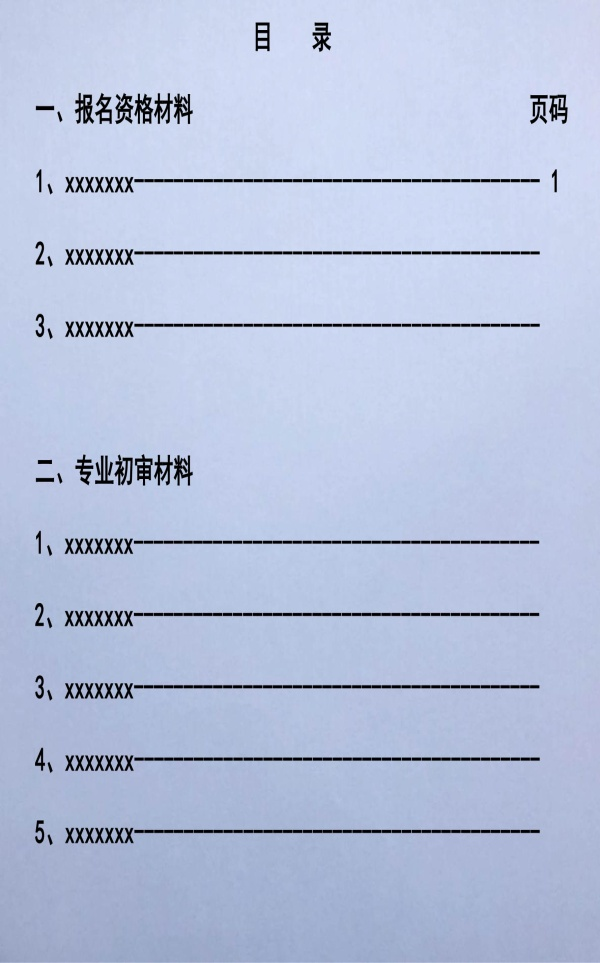 目 录
一、报名资格材料 页码
1、xxxxxxx----------------------------------------- 1
2、xxxxxxx-----------------------------------------
3、xxxxxxx-----------------------------------------
二、专业初审材料
1、xxxxxxx-----------------------------------------
2、xxxxxxx-----------------------------------------
3、xxxxxxx-----------------------------------------
4、xxxxxxx-----------------------------------------
5、xxxxxxx-----------------------------------------